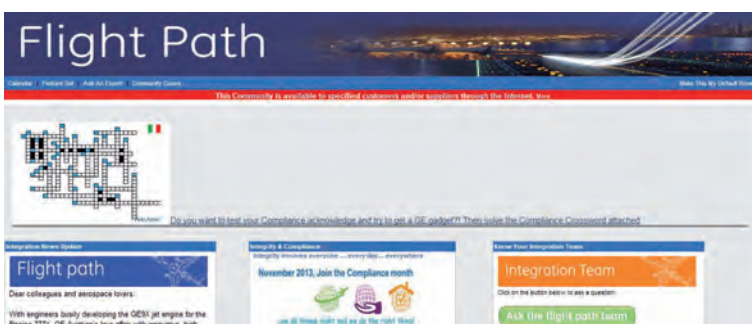 Flight Path
Calendar | Feature Set | Ask An Expert | Community Games
Make This My Default
This Community is available to specified customers and/or suppliers through the Internet. More
Do you want to test your Compliance acknowledge and try to get a GE gadget?! Then solve the Compliance Crossword attached
Integration News Update
Flight path
Dear colleagues and aerospace lovers:
With engineers busily developing the GE9X jet engine for the
Integrity & Compliance
Integrity involves everyone ... every day... everywhere
November 2013, Join the Compliance month
Know Your Integration Team
Integration Team
Click on the button below to ask a question:
Ask the flight path team